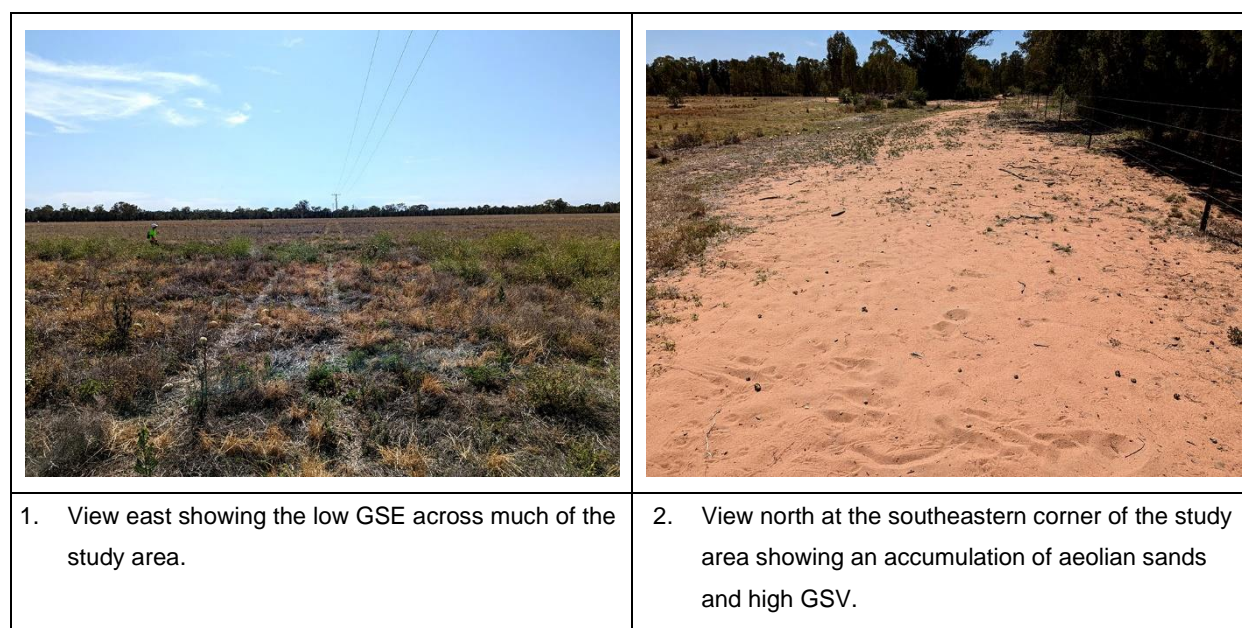 1. View east showing the low GSE across much of the
study area.
2. View north at the southeastern corner of the study
area showing an accumulation of aeolian sands
and high GSV.